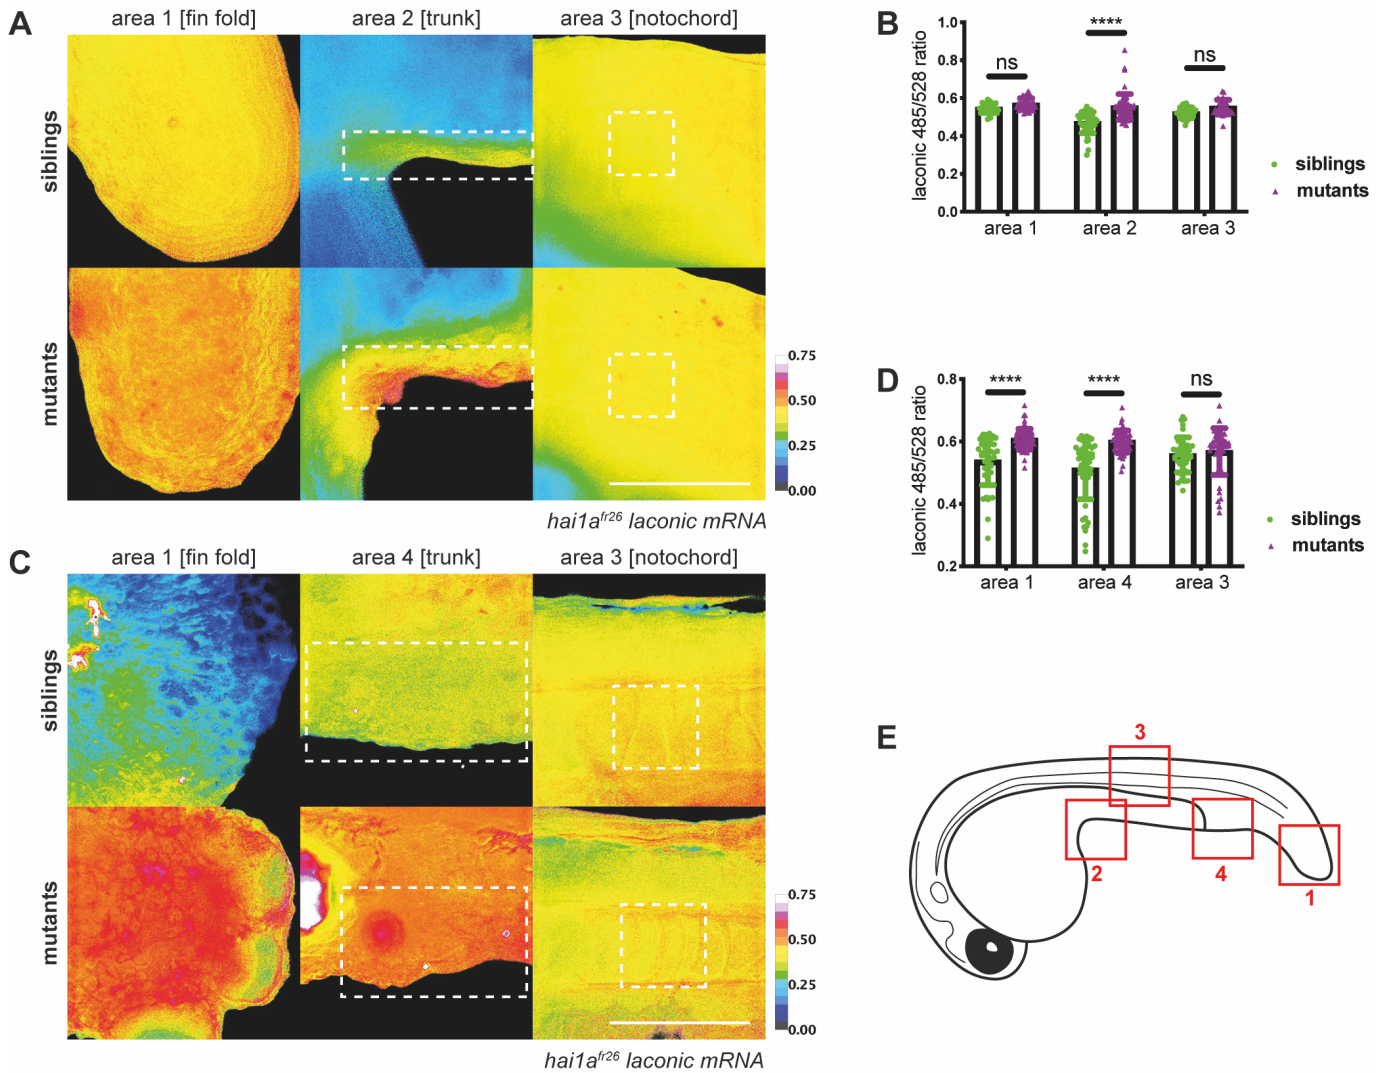 A
area 1 [fin fold]
area 2 [trunk]
area 3 [notochord]
siblings
mutants
0.75
0.50
0.25
0.00
hai1a^fr26 laconic mRNA
B
laconic 485/528 ratio
1.0
0.8
0.6
0.4
0.2
0.0
ns
****
ns
area 1
area 2
area 3
siblings
mutants
C
area 1 [fin fold]
area 4 [trunk]
area 3 [notochord]
siblings
mutants
0.75
0.50
0.25
0.00
hai1a^fr26 laconic mRNA
D
laconic 485/528 ratio
0.8
0.6
0.4
0.2
****
****
ns
area 1
area 4
area 3
siblings
mutants
E
3
2
4
1